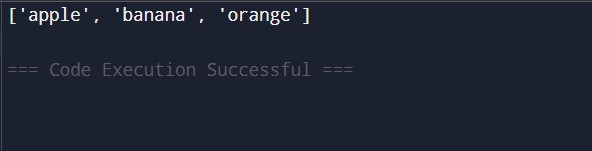 ['apple', 'banana', 'orange']
=== Code Execution Successful ===